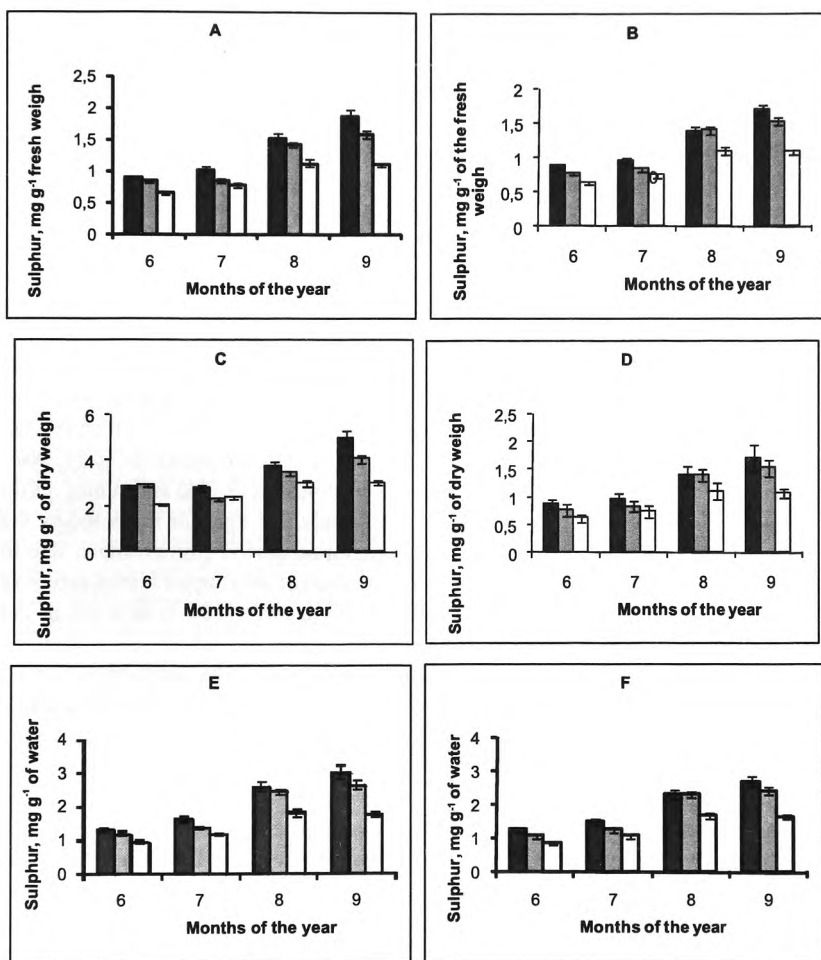 A
Sulphur, mg g⁻¹ fresh weigh
2,5
2
1,5
1
0,5
0
6 7 8 9
Months of the year
B
Sulphur, mg g⁻¹ of the fresh
weigh
2
1,5
1
0,5
0
0
6 7 8 9
Months of the year
C
Sulphur, mg g⁻¹ of dry weigh
6
4
2
0
6 7 8 9
Months of the year
D
Sulphur, mg g⁻¹ of dry weigh
2,5
2
1,5
1
0,5
0
6 7 8 9
Months of the year
E
Sulphur, mg g⁻¹ of water
4
3
2
1
0
6 7 8 9
Months of the year
F
Sulphur, mg g⁻¹ of water
4
3
2
1
0
6 7 8 9
Months of the year